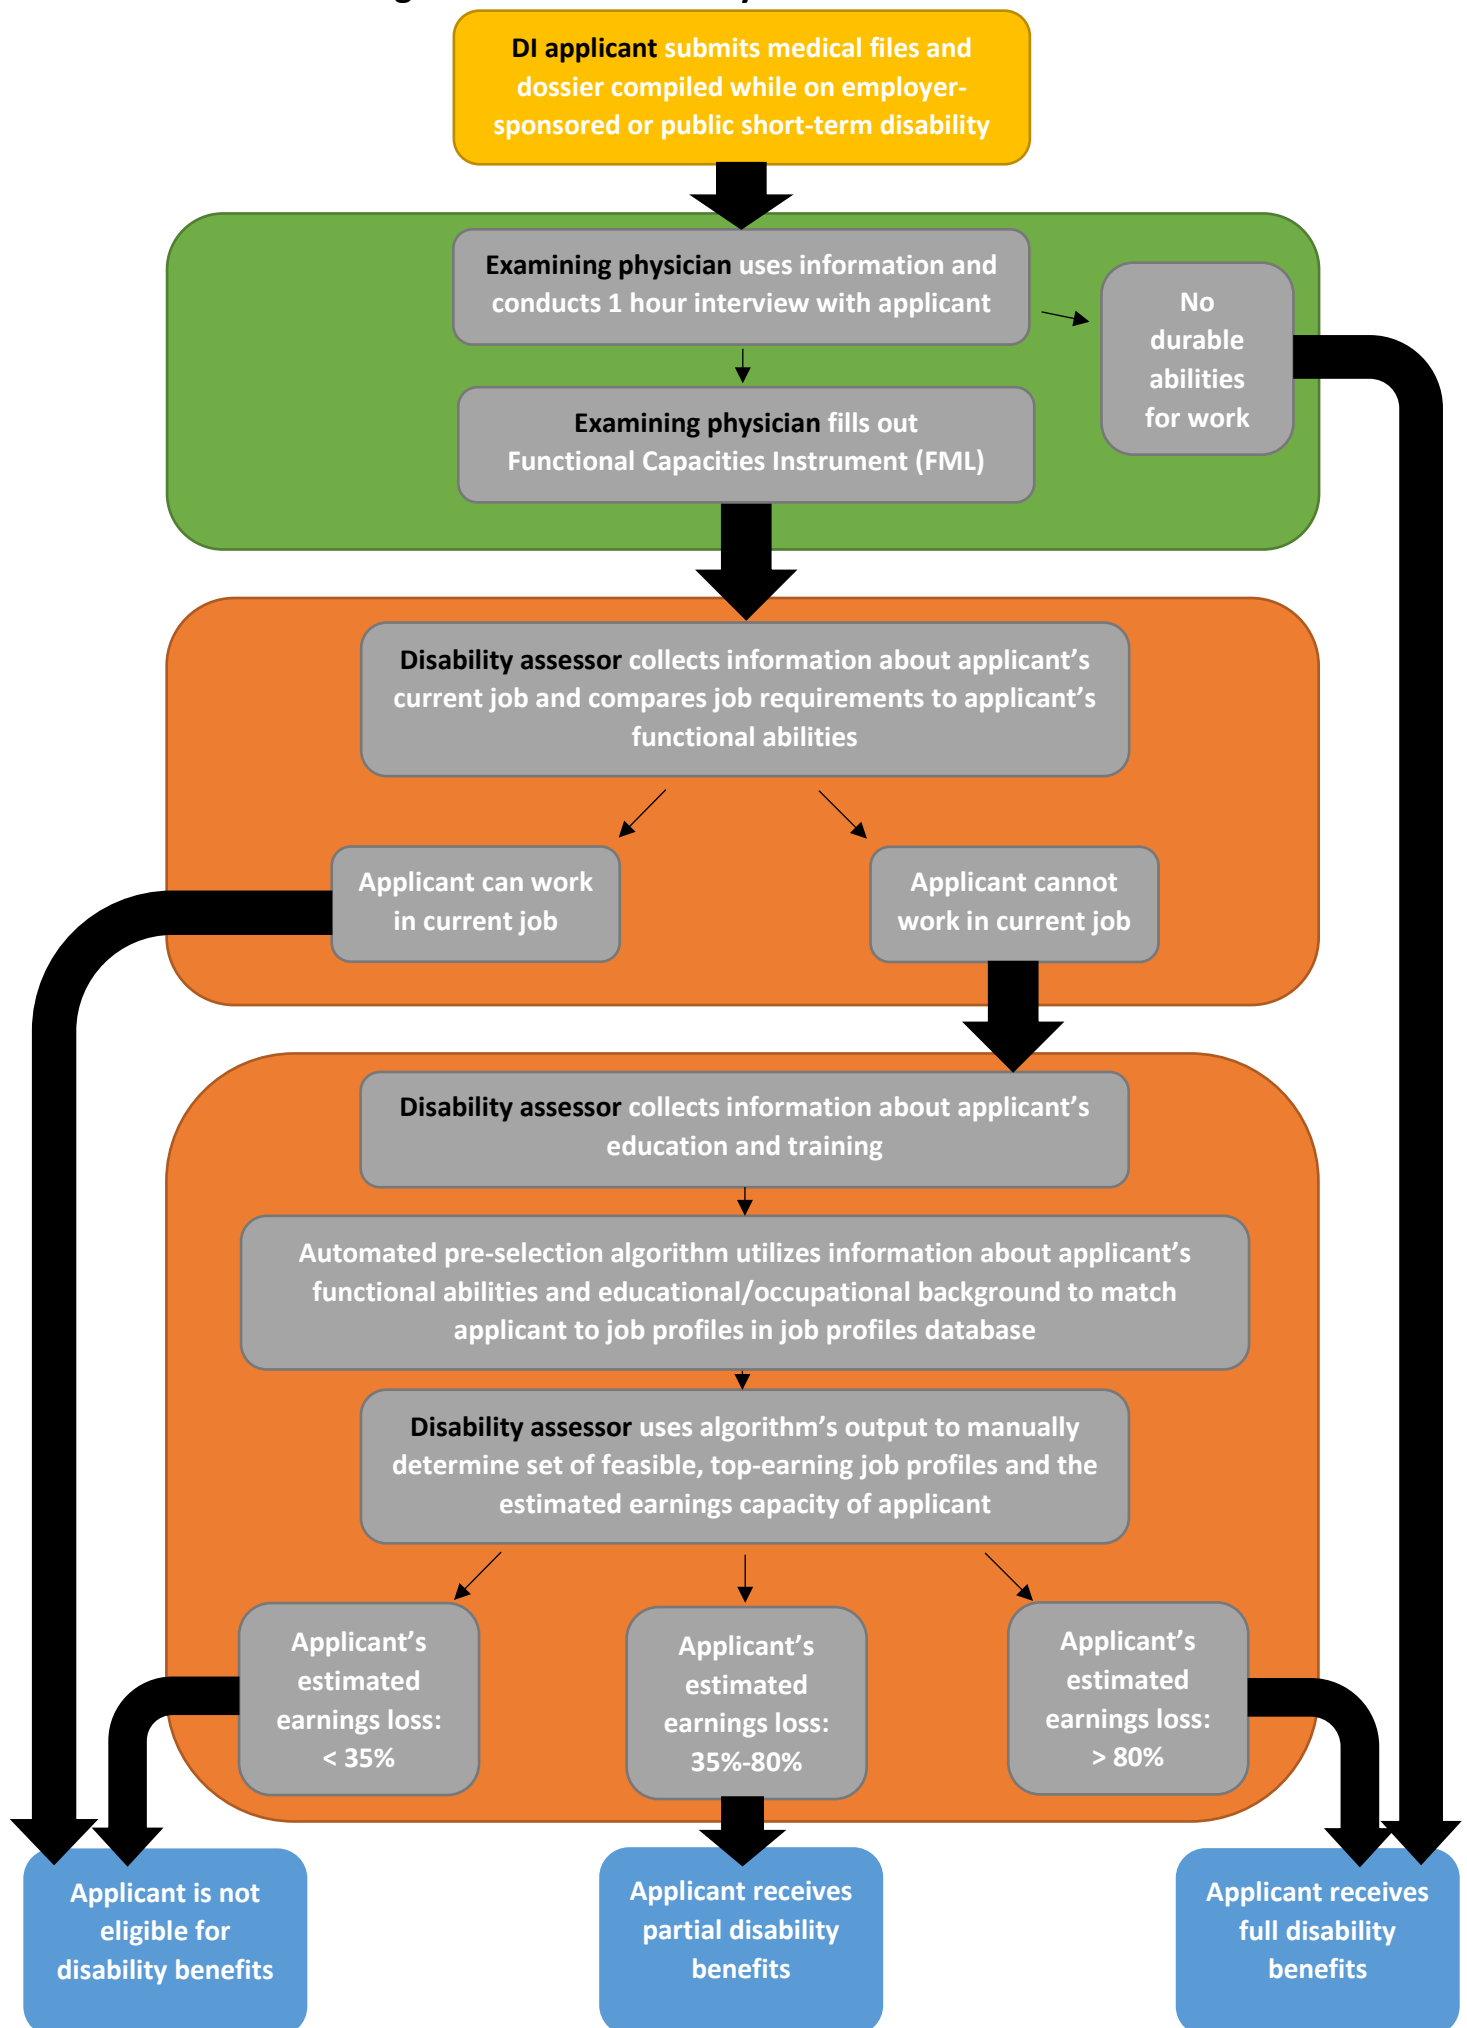 DI applicant submits medical files and
dossier compiled while on employer-
sponsored or public short-term disability
Examining physician uses information and
conducts 1 hour interview with applicant
No
durable
abilities
for work
Examining physician fills out
Functional Capacities Instrument (FML)
Disability assessor collects information about applicant’s
current job and compares job requirements to applicant’s
functional abilities
Applicant can work
in current job
Applicant cannot
work in current job
Disability assessor collects information about applicant’s
education and training
Automated pre-selection algorithm utilizes information about applicant’s
functional abilities and educational/occupational background to match
applicant to job profiles in job profiles database
Disability assessor uses algorithm’s output to manually
determine set of feasible, top-earning job profiles and the
estimated earnings capacity of applicant
Applicant’s
estimated
earnings loss:
< 35%
Applicant’s
estimated
earnings loss:
35%-80%
Applicant’s
estimated
earnings loss:
> 80%
Applicant is not
eligible for
disability benefits
Applicant receives
partial disability
benefits
Applicant receives
full disability
benefits